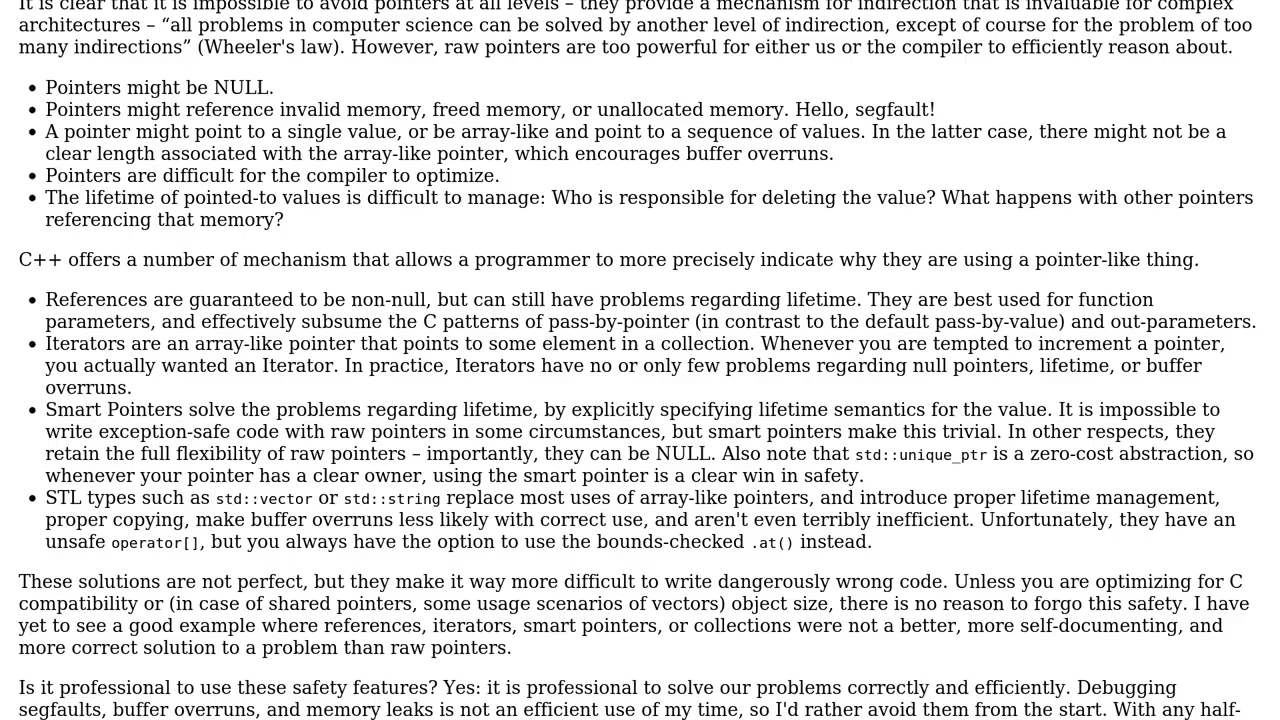 It is clear that it is impossible to avoid pointers at all levels – they provide a mechanism for indirection that is invaluable for complex
architectures – “all problems in computer science can be solved by another level of indirection, except of course for the problem of too
many indirections” (Wheeler's law). However, raw pointers are too powerful for either us or the compiler to efficiently reason about.
• Pointers might be NULL.
• Pointers might reference invalid memory, freed memory, or unallocated memory. Hello, segfault!
• A pointer might point to a single value, or be array-like and point to a sequence of values. In the latter case, there might not be a
clear length associated with the array-like pointer, which encourages buffer overruns.
• Pointers are difficult for the compiler to optimize.
• The lifetime of pointed-to values is difficult to manage: Who is responsible for deleting the value? What happens with other pointers
referencing that memory?
C++ offers a number of mechanism that allows a programmer to more precisely indicate why they are using a pointer-like thing.
• References are guaranteed to be non-null, but can still have problems regarding lifetime. They are best used for function
parameters, and effectively subsume the C patterns of pass-by-pointer (in contrast to the default pass-by-value) and out-parameters.
• Iterators are an array-like pointer that points to some element in a collection. Whenever you are tempted to increment a pointer,
you actually wanted an Iterator. In practice, Iterators have no or only few problems regarding null pointers, lifetime, or buffer
overruns.
• Smart Pointers solve the problems regarding lifetime, by explicitly specifying lifetime semantics for the value. It is impossible to
write exception-safe code with raw pointers in some circumstances, but smart pointers make this trivial. In other respects, they
retain the full flexibility of raw pointers – importantly, they can be NULL. Also note that std::unique_ptr is a zero-cost abstraction, so
whenever your pointer has a clear owner, using the smart pointer is a clear win in safety.
• STL types such as std::vector or std::string replace most uses of array-like pointers, and introduce proper lifetime management,
proper copying, make buffer overruns less likely with correct use, and aren't even terribly inefficient. Unfortunately, they have an
unsafe operator[], but you always have the option to use the bounds-checked .at() instead.
These solutions are not perfect, but they make it way more difficult to write dangerously wrong code. Unless you are optimizing for C
compatibility or (in case of shared pointers, some usage scenarios of vectors) object size, there is no reason to forgo this safety. I have
yet to see a good example where references, iterators, smart pointers, or collections were not a better, more self-documenting, and
more correct solution to a problem than raw pointers.
Is it professional to use these safety features? Yes: it is professional to solve our problems correctly and efficiently. Debugging
segfaults, buffer overruns, and memory leaks is not an efficient use of my time, so I'd rather avoid them from the start. With any half-